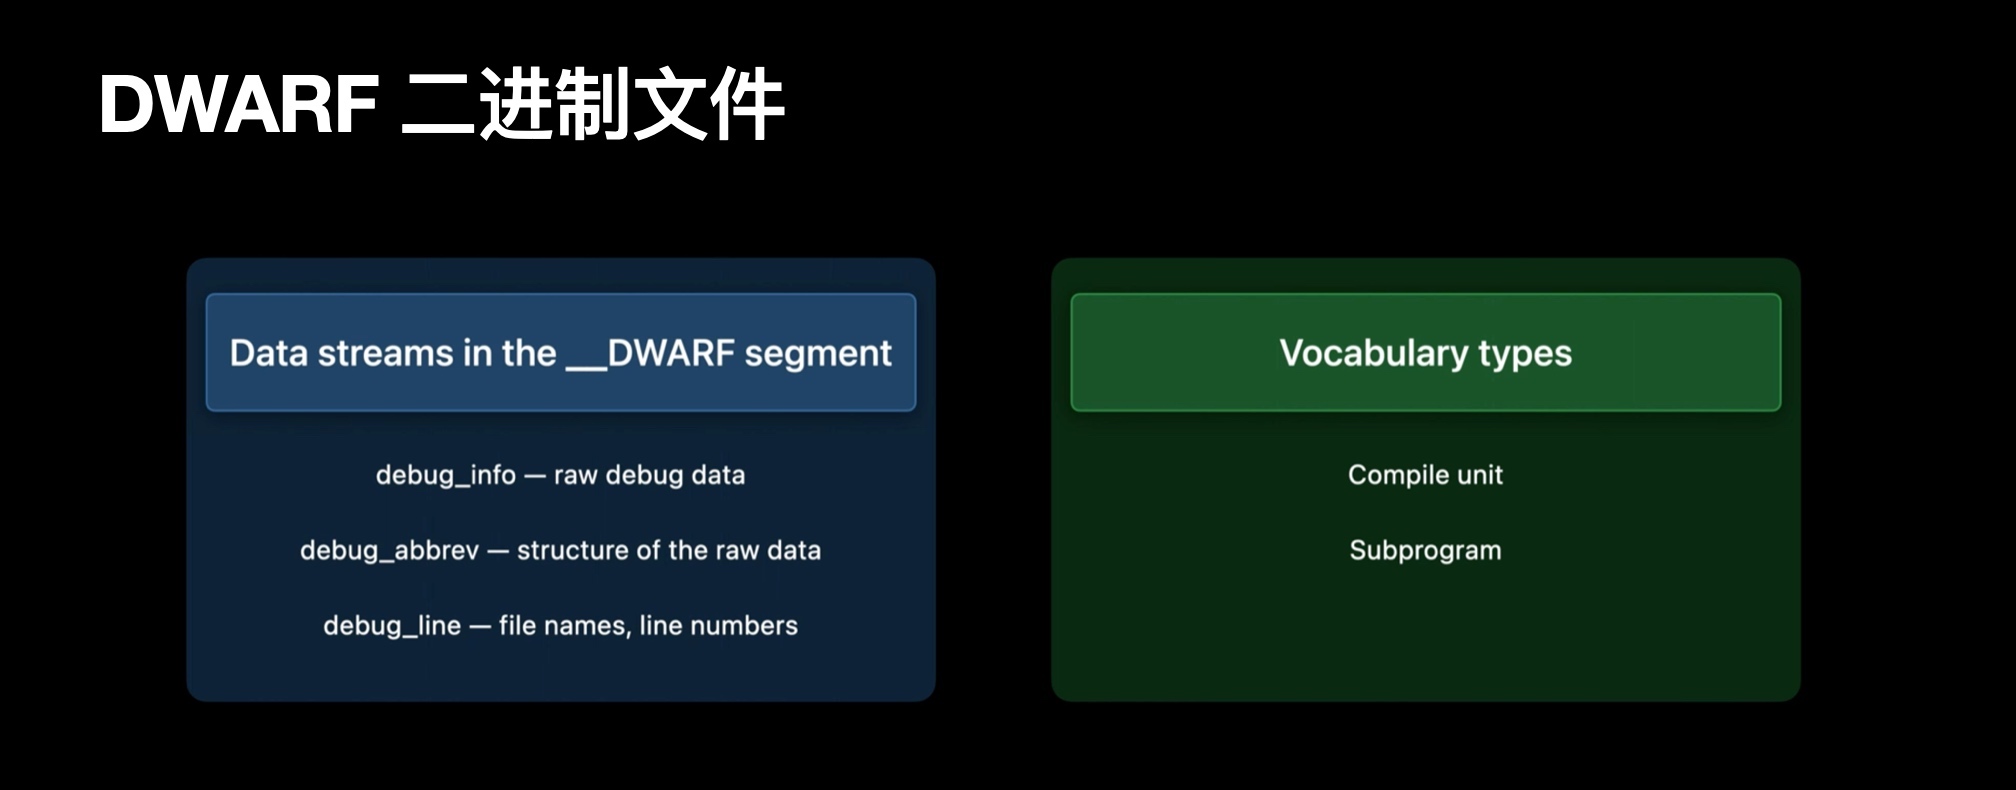 DWARF 二进制文件
Data streams in the __DWARF segment
debug_info — raw debug data
debug_abbrev — structure of the raw data
debug_line — file names, line numbers
Vocabulary types
Compile unit
Subprogram